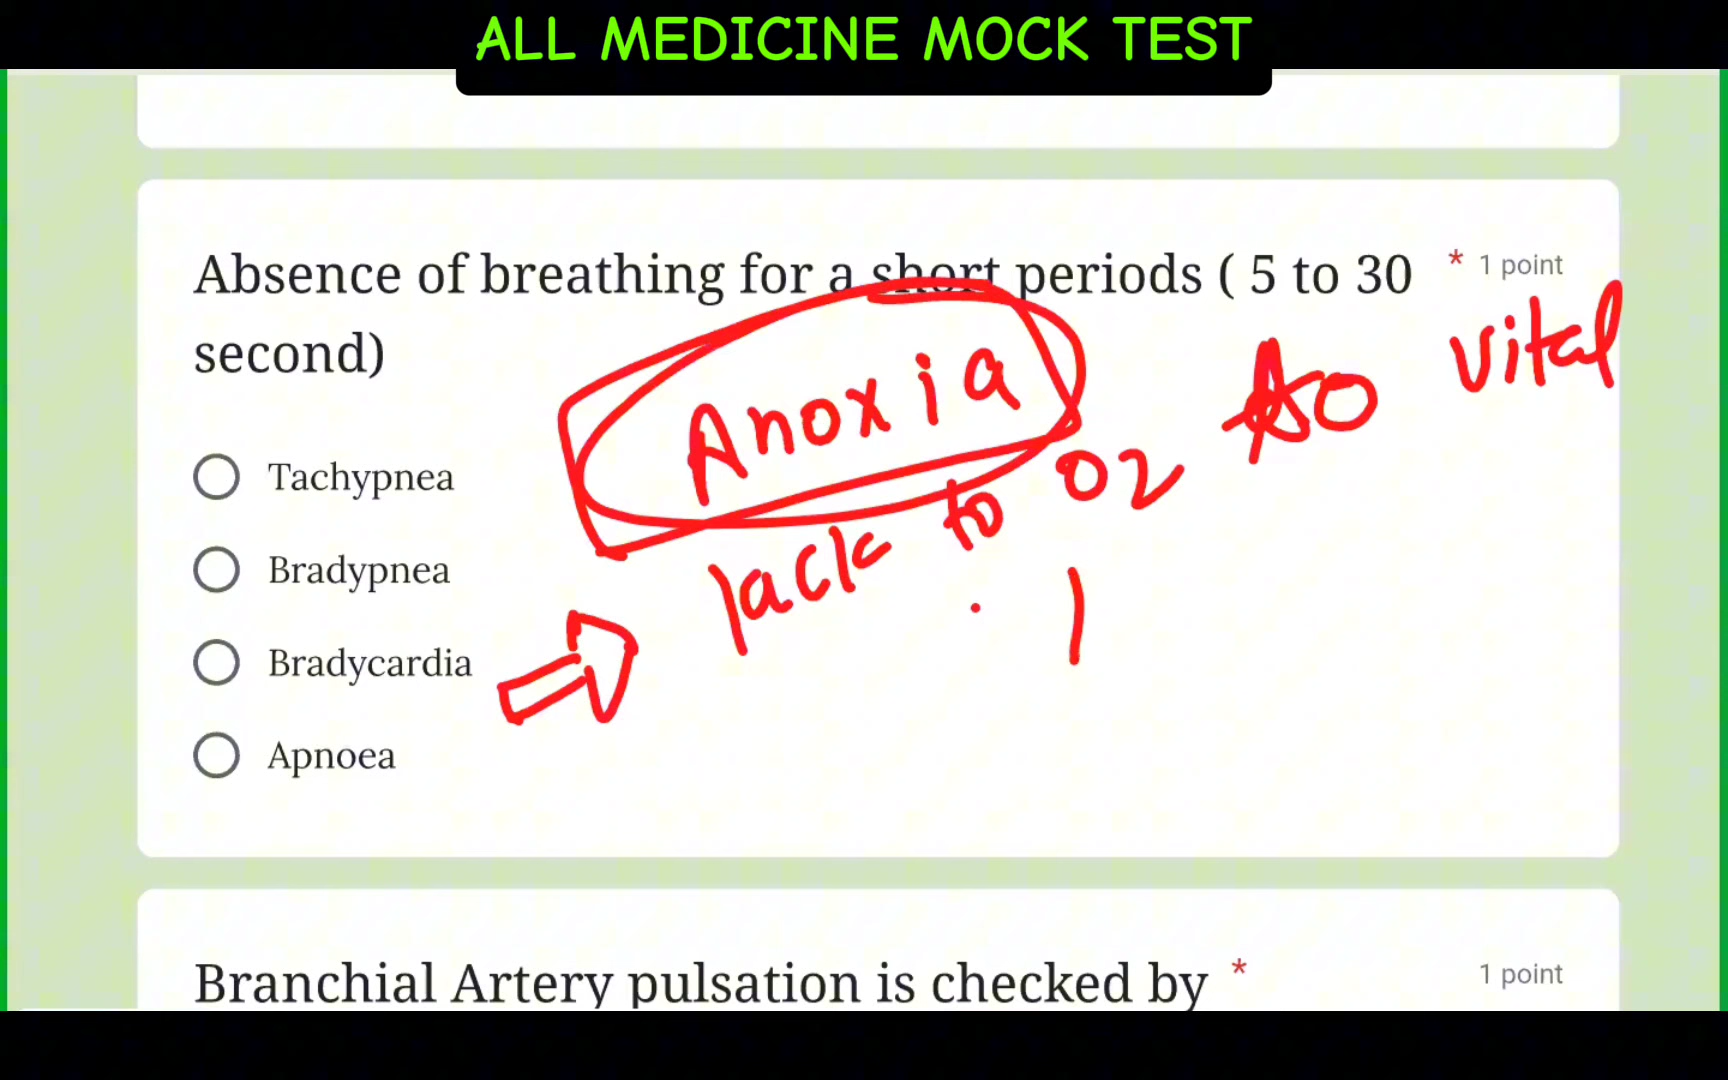 ALL MEDICINE MOCK TEST
Absence of breathing for a short periods ( 5 to 30 * 1 point
second)
vital
Anoxia
to O2
lack to O2
Tachypnea
Bradypnea
Bradycardia
Apnoea
Branchial Artery pulsation is checked by * 1 point